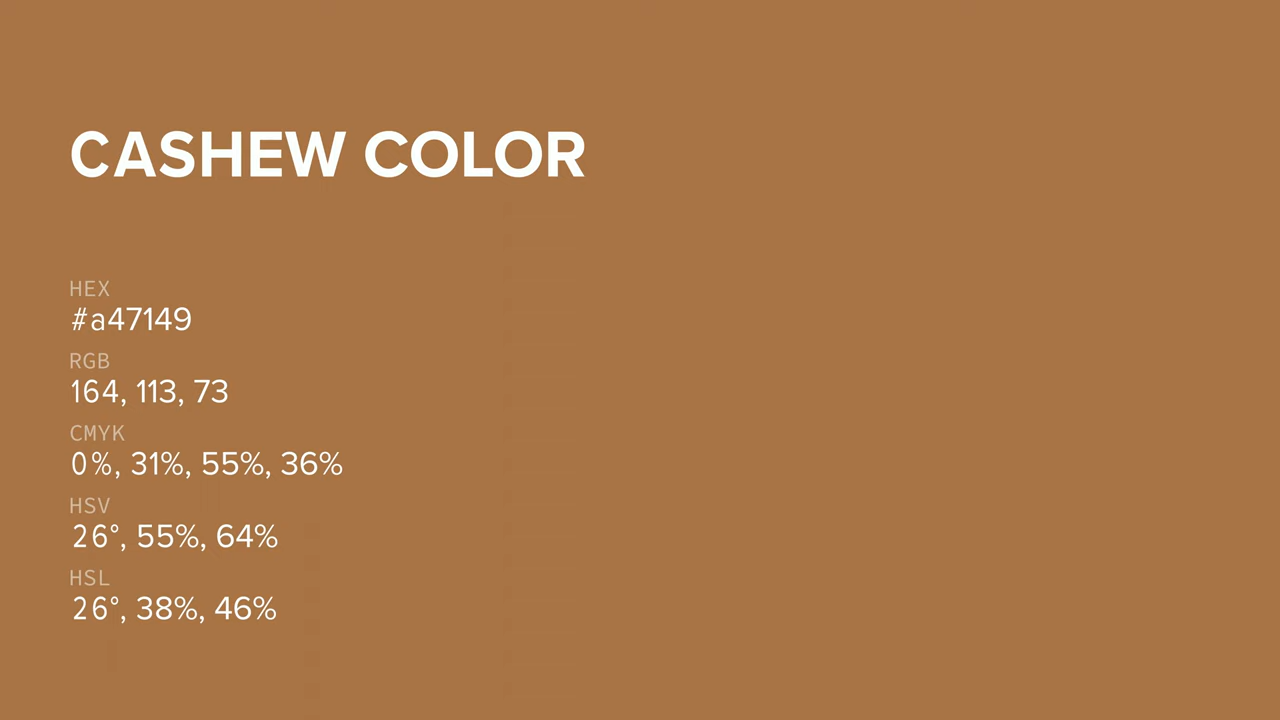 CASHEW COLOR
HEX
#a47149
RGB
164, 113, 73
CMYK
0%, 31%, 55%, 36%
HSV
26°, 55%, 64%
HSL
26°, 38%, 46%